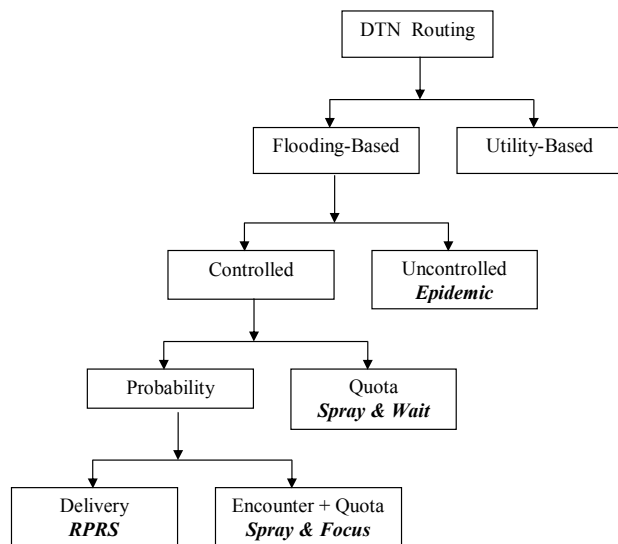 DTN Routing
Flooding-Based
Utility-Based
Controlled
Uncontrolled
Epidemic
Probability
Quota
Spray & Wait
Delivery
RPRS
Encounter + Quota
Spray & Focus